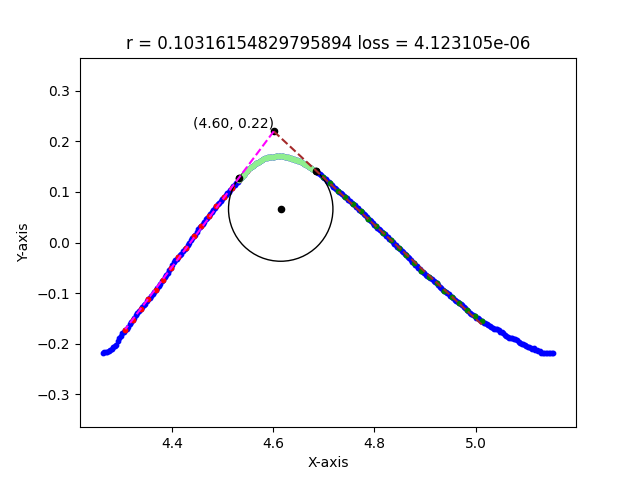 r = 0.10316154829795894 loss = 4.123105e-06
(4.60, 0.22)
Y-axis
0.3
0.2
0.1
0.0
−0.1
−0.2
−0.3
4.4 4.6 4.8 5.0
X-axis